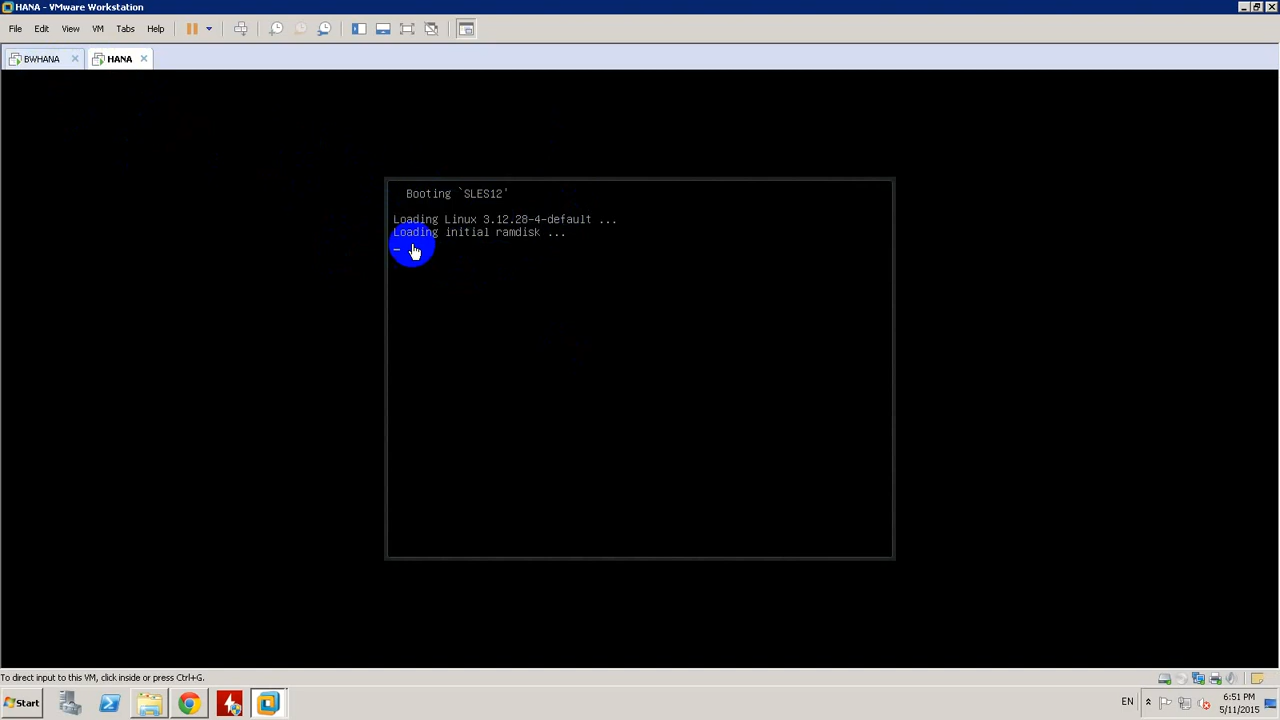 HANA - VMware Workstation
File Edit View VM Tabs Help
BWHANA HANA
Booting `SLES12'
Loading Linux 3.12.28-4-default ...
Loading initial ramdisk ...
To direct input to this VM, click inside or press Ctrl+G.
Start
EN
6:51 PM
5/11/2015